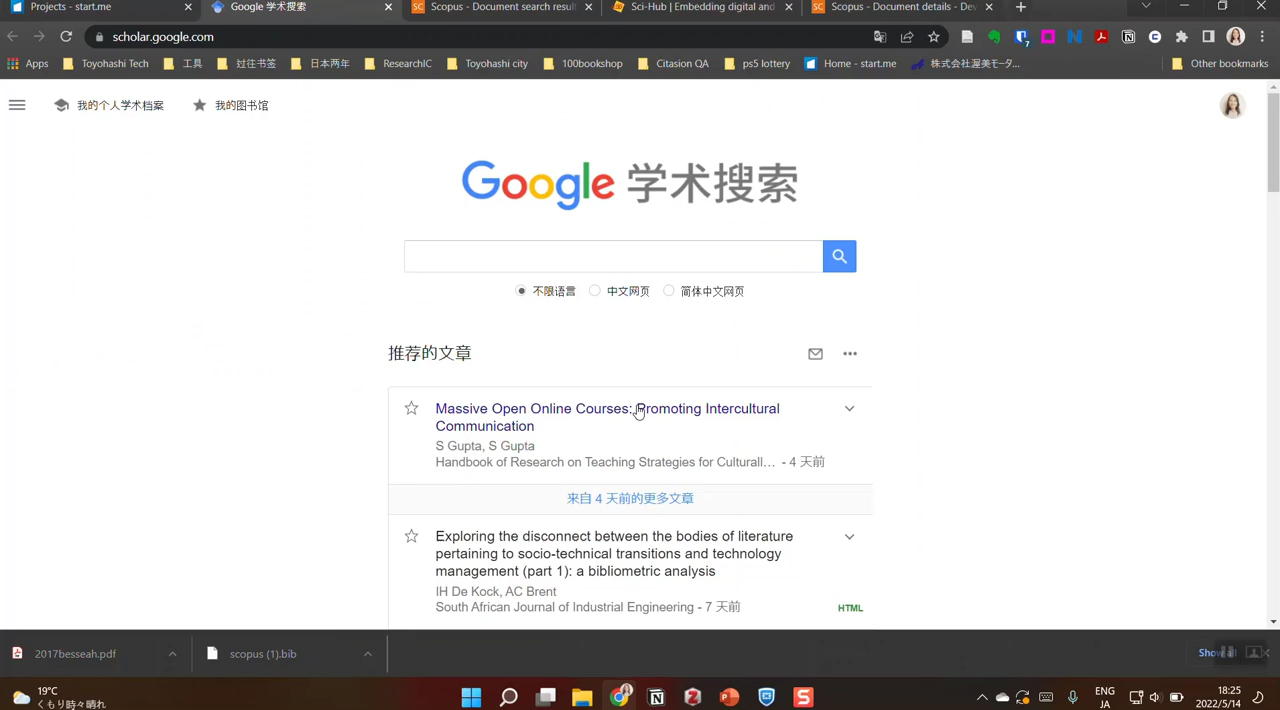 Projects - start.me
Google 学术搜索
Scopus - Document search result
Sci-Hub | Embedding digital and
Scopus - Document details - Dev
scholar.google.com
Apps
Toyohashi Tech
工具
过往书签
日本两年
ResearchIC
Toyohashi city
100bookshop
Citasion QA
ps5 lottery
Home - start.me
株式会社渥美モータ-...
Other bookmarks
我的个人学术档案
我的图书馆
Google 学术搜索
不限语言
中文网页
简体中文网页
推荐的文章
Massive Open Online Courses: Promoting Intercultural
Communication
S Gupta, S Gupta
Handbook of Research on Teaching Strategies for Culturall… - 4 天前
来自 4 天前的更多文章
Exploring the disconnect between the bodies of literature
pertaining to socio-technical transitions and technology
management (part 1): a bibliometric analysis
IH De Kock, AC Brent
South African Journal of Industrial Engineering - 7 天前
HTML
2017besseah.pdf
scopus (1).bib
Show all
19°C
くもり時々晴れ
ENG
JA
18:25
2022/5/14